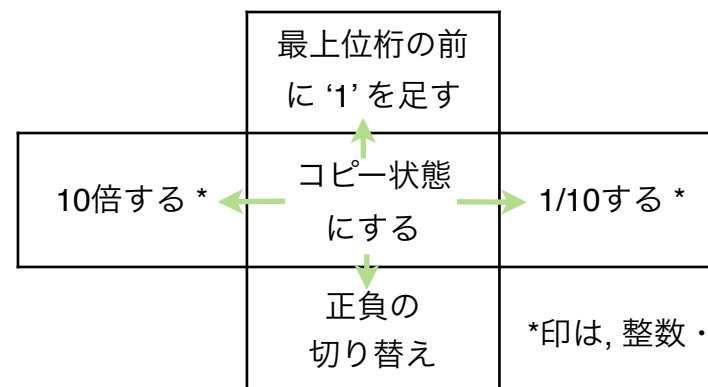 最上位桁の前
に ‘1’ を足す
10倍する *
コピー状態
にする
1/10する *
正負の
切り替え
*印は, 整数・